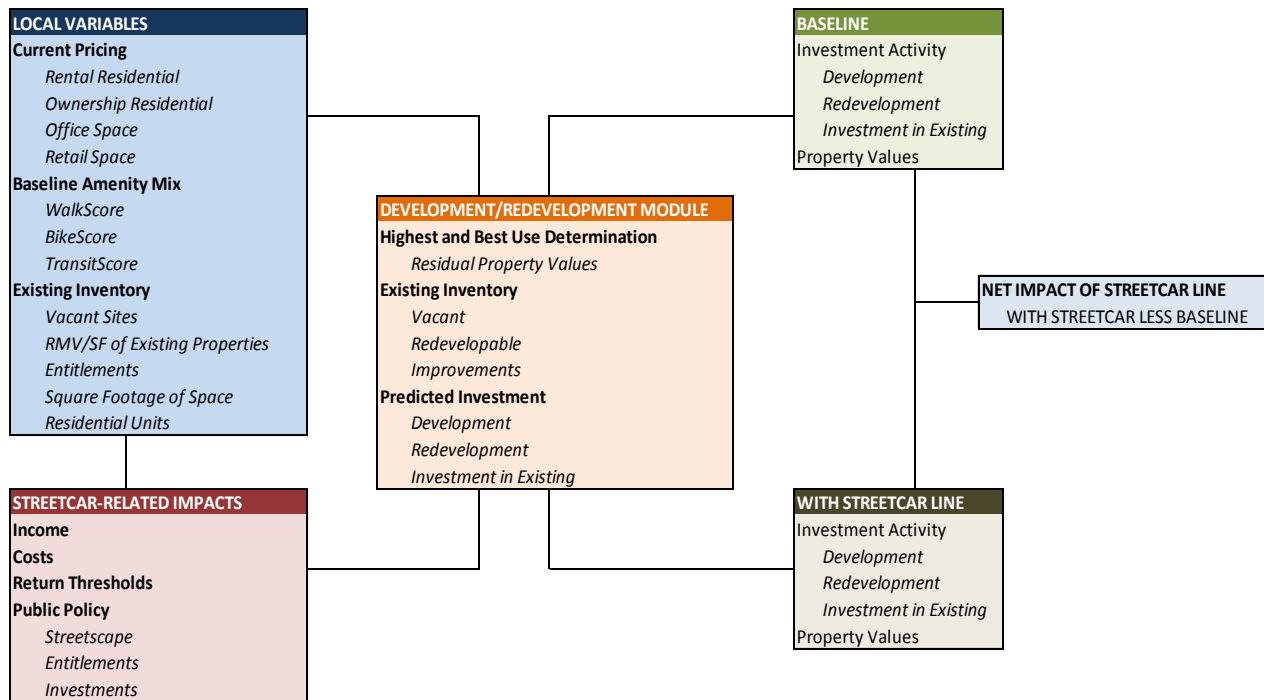 LOCAL VARIABLES
Current Pricing
Rental Residential
Ownership Residential
Office Space
Retail Space
Baseline Amenity Mix
WalkScore
BikeScore
TransitScore
Existing Inventory
Vacant Sites
RMV/SF of Existing Properties
Entitlements
Square Footage of Space
Residential Units
STREETCAR-RELATED IMPACTS
Income
Costs
Return Thresholds
Public Policy
Streetscape
Entitlements
Investments
DEVELOPMENT/REDEVELOPMENT MODULE
Highest and Best Use Determination
Residual Property Values
Existing Inventory
Vacant
Redevelopable
Improvements
Predicted Investment
Development
Redevelopment
Investment in Existing
BASELINE
Investment Activity
Development
Redevelopment
Investment in Existing
Property Values
WITH STREETCAR LINE
Investment Activity
Development
Redevelopment
Investment in Existing
Property Values
NET IMPACT OF STREETCAR LINE
WITH STREETCAR LESS BASELINE